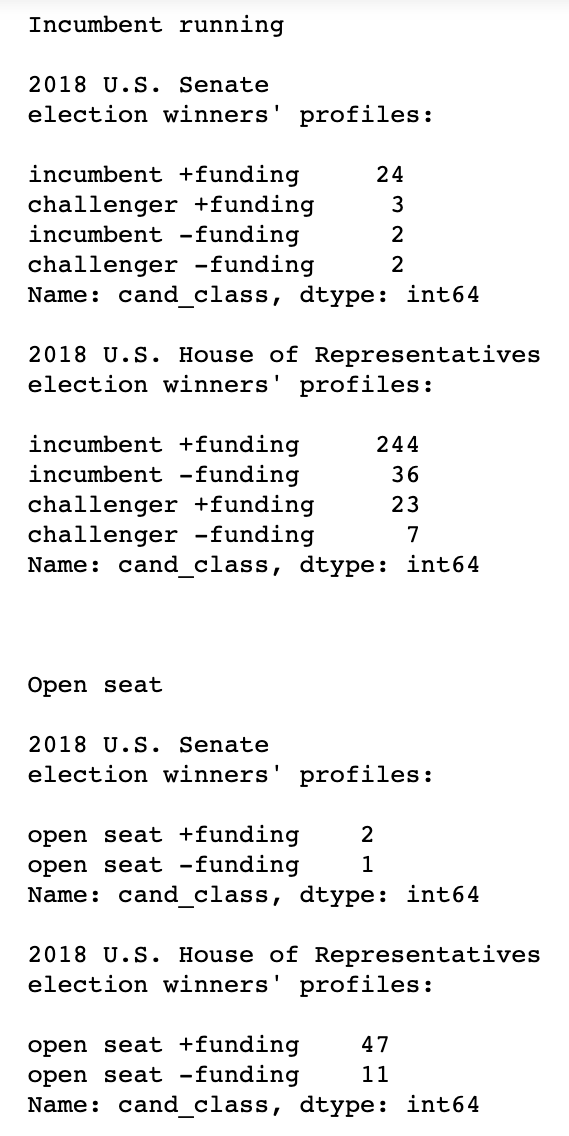 Incumbent running
2018 U.S. Senate
election winners' profiles:
incumbent +funding 24
challenger +funding 3
incumbent -funding 2
challenger -funding 2
Name: cand_class, dtype: int64
2018 U.S. House of Representatives
election winners' profiles:
incumbent +funding 244
incumbent -funding 36
challenger +funding 23
challenger -funding 7
Name: cand_class, dtype: int64
Open seat
2018 U.S. Senate
election winners' profiles:
open seat +funding 2
open seat -funding 1
Name: cand_class, dtype: int64
2018 U.S. House of Representatives
election winners' profiles:
open seat +funding 47
open seat -funding 11
Name: cand_class, dtype: int64